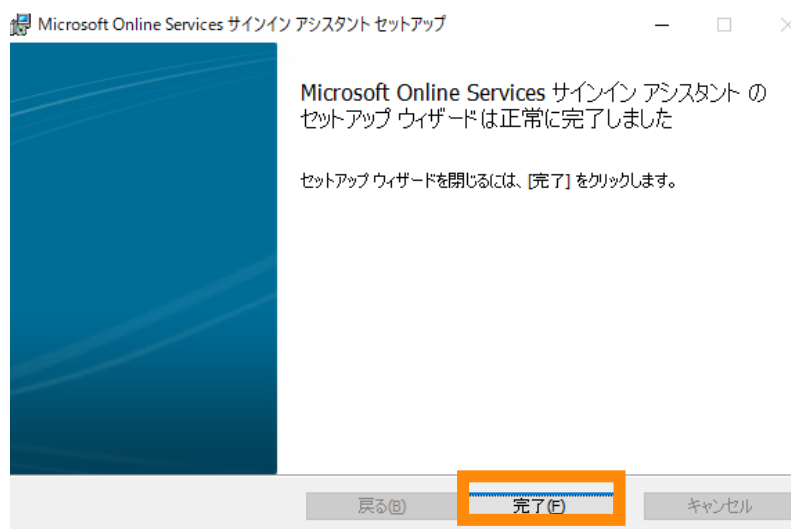 Microsoft Online Services サインイン アシスタント セットアップ
Microsoft Online Services サインイン アシスタント の
セットアップ ウィザードは正常に完了しました
セットアップ ウィザードを閉じるには、[完了] をクリックします。
戻る(B) 完了(F) キャンセル